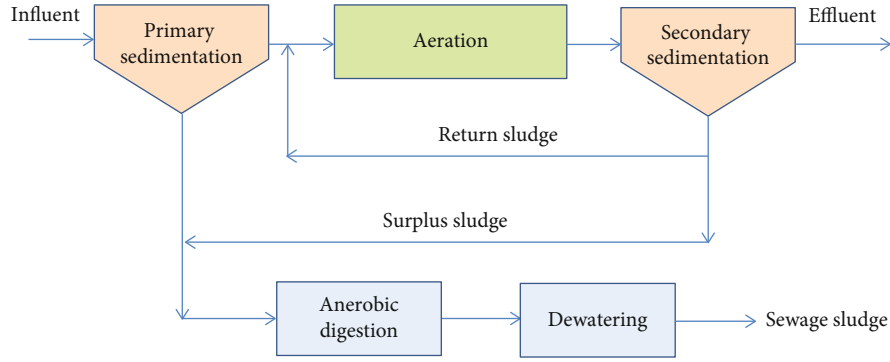 Influent
Primary
sedimentation
Aeration
Secondary
sedimentation
Effluent
Return sludge
Surplus sludge
Anerobic
digestion
Dewatering
Sewage sludge